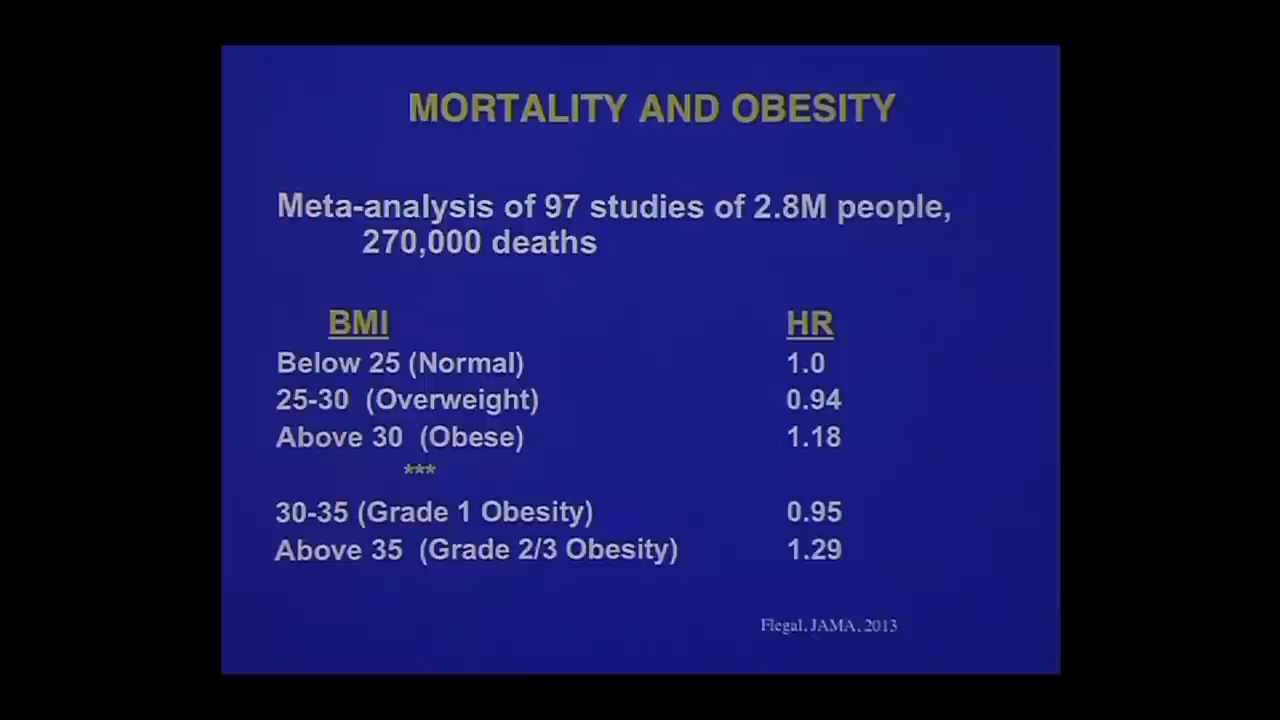 MORTALITY AND OBESITY
Meta-analysis of 97 studies of 2.8M people,
270,000 deaths
BMI HR
Below 25 (Normal) 1.0
25-30 (Overweight) 0.94
Above 30 (Obese) 1.18
***
30-35 (Grade 1 Obesity) 0.95
Above 35 (Grade 2/3 Obesity) 1.29
Flegal, JAMA, 2013